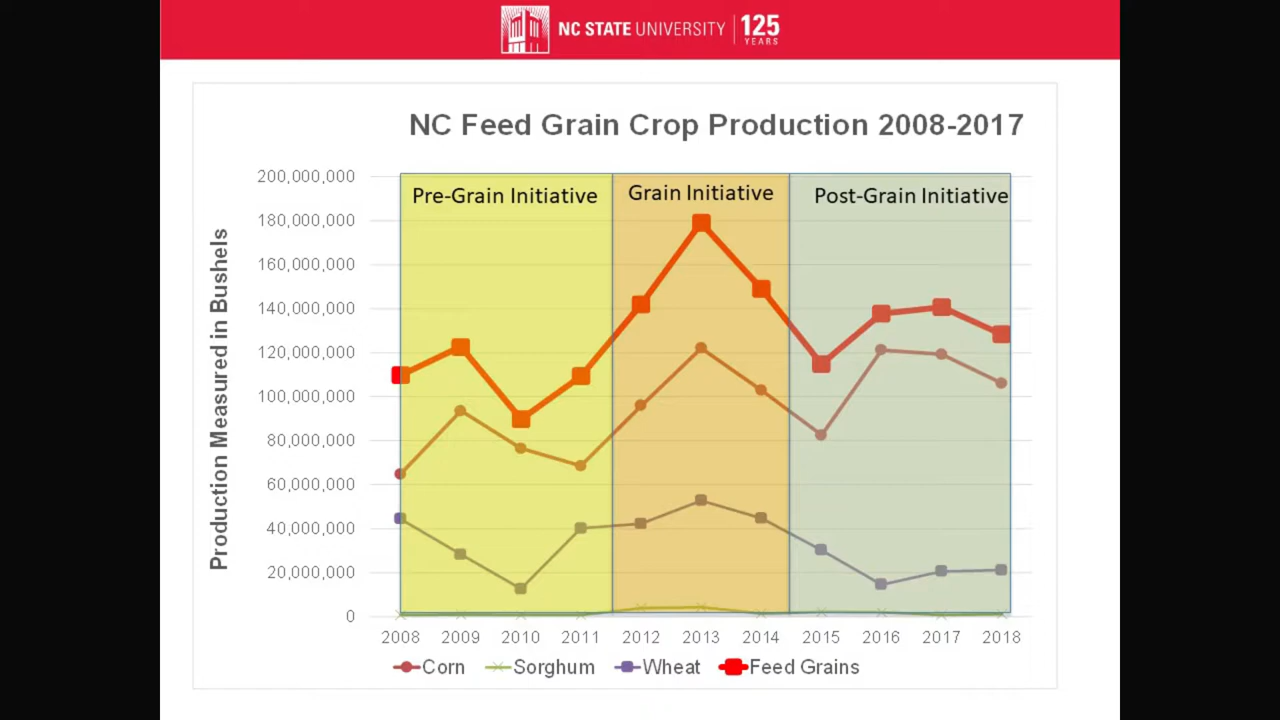 NC STATE UNIVERSITY 125 YEARS
NC Feed Grain Crop Production 2008-2017
Pre-Grain Initiative
Grain Initiative
Post-Grain Initiative
Production Measured in Bushels
200,000,000
180,000,000
160,000,000
140,000,000
120,000,000
100,000,000
80,000,000
60,000,000
40,000,000
20,000,000
0
2008 2009 2010 2011 2012 2013 2014 2015 2016 2017 2018
Corn Sorghum Wheat Feed Grains